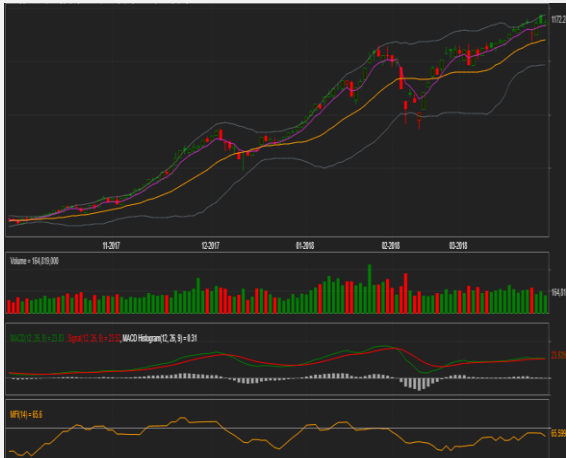 1172.2
11-2017 12-2017 01-2018 02-2018 03-2018
Volume = 164,019,000
164,01
MACD(12, 26, 9) = 23.83 Signal(12, 26, 9) = 23.52, MACD Histogram(12, 26, 9) = 0.31
MFI(14) = 65.6
65.599